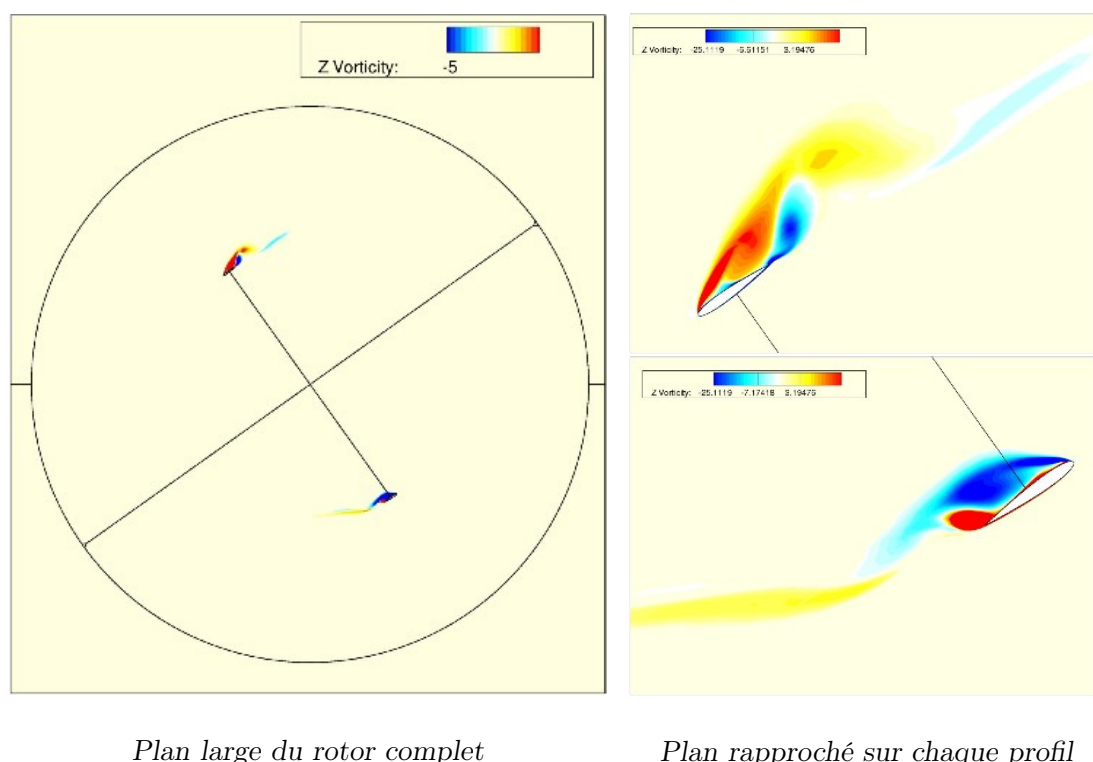 Z Vorticity: -5
Z Vorticity: -25.1119 -5.51151 3.19476
Z Vorticity: -25.1119 -7.17418 3.19476
Plan large du rotor complet
Plan rapproché sur chaque profil